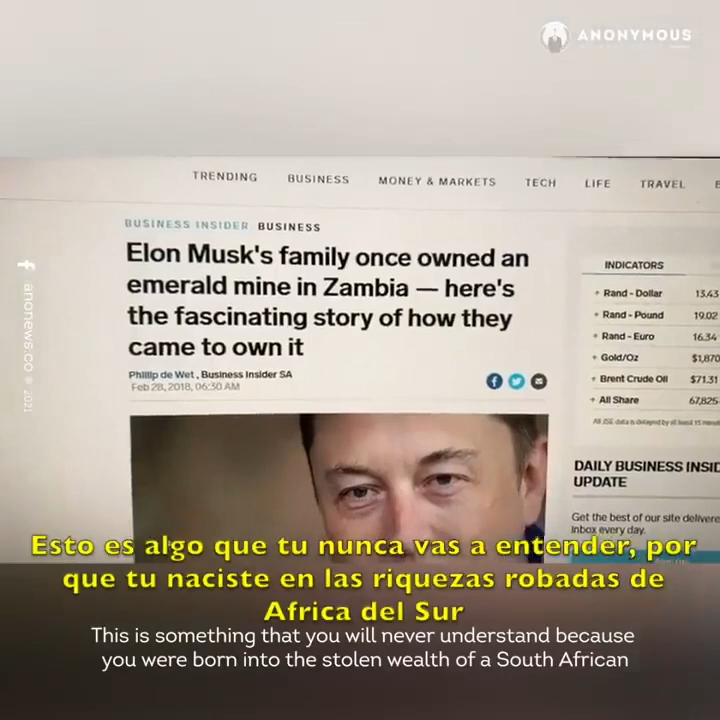 ANONYMOUS
TRENDING BUSINESS MONEY & MARKETS TECH LIFE TRAVEL
BUSINESS INSIDER BUSINESS
Elon Musk's family once owned an
emerald mine in Zambia — here's
the fascinating story of how they
came to own it
Phillip de Wet , Business Insider SA
Feb 28, 2018, 06:30 AM
INDICATORS
+ Rand - Dollar 13.43
+ Rand - Pound 19.02
+ Rand - Euro 16.34
+ Gold/Oz $1,870
+ Brent Crude Oil $71.31
+ All Share 67,825
DAILY BUSINESS INSID
UPDATE
Get the best of our site delivere
inbox every day.
f anonews.co © 2021
Esto es algo que tu nunca vas a entender, por
que tu naciste en las riquezas robadas de
Africa del Sur
This is something that you will never understand because
you were born into the stolen wealth of a South African